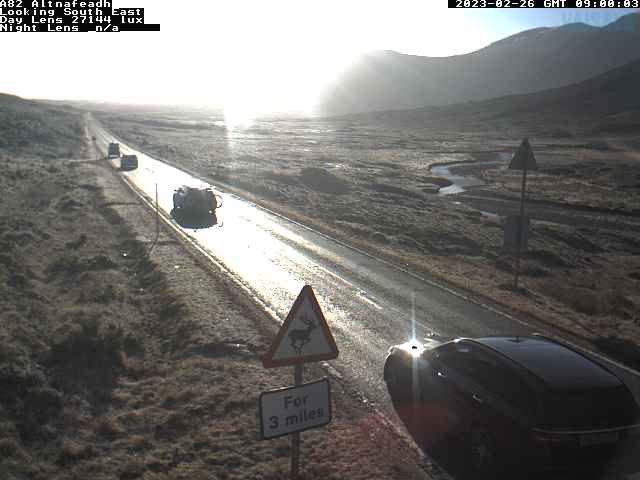 A82 Altnafeadh
Looking South East
Day Lens 27144 lux
Night Lens n/a
2023-02-26 GMT 09:00:03
For
3 miles